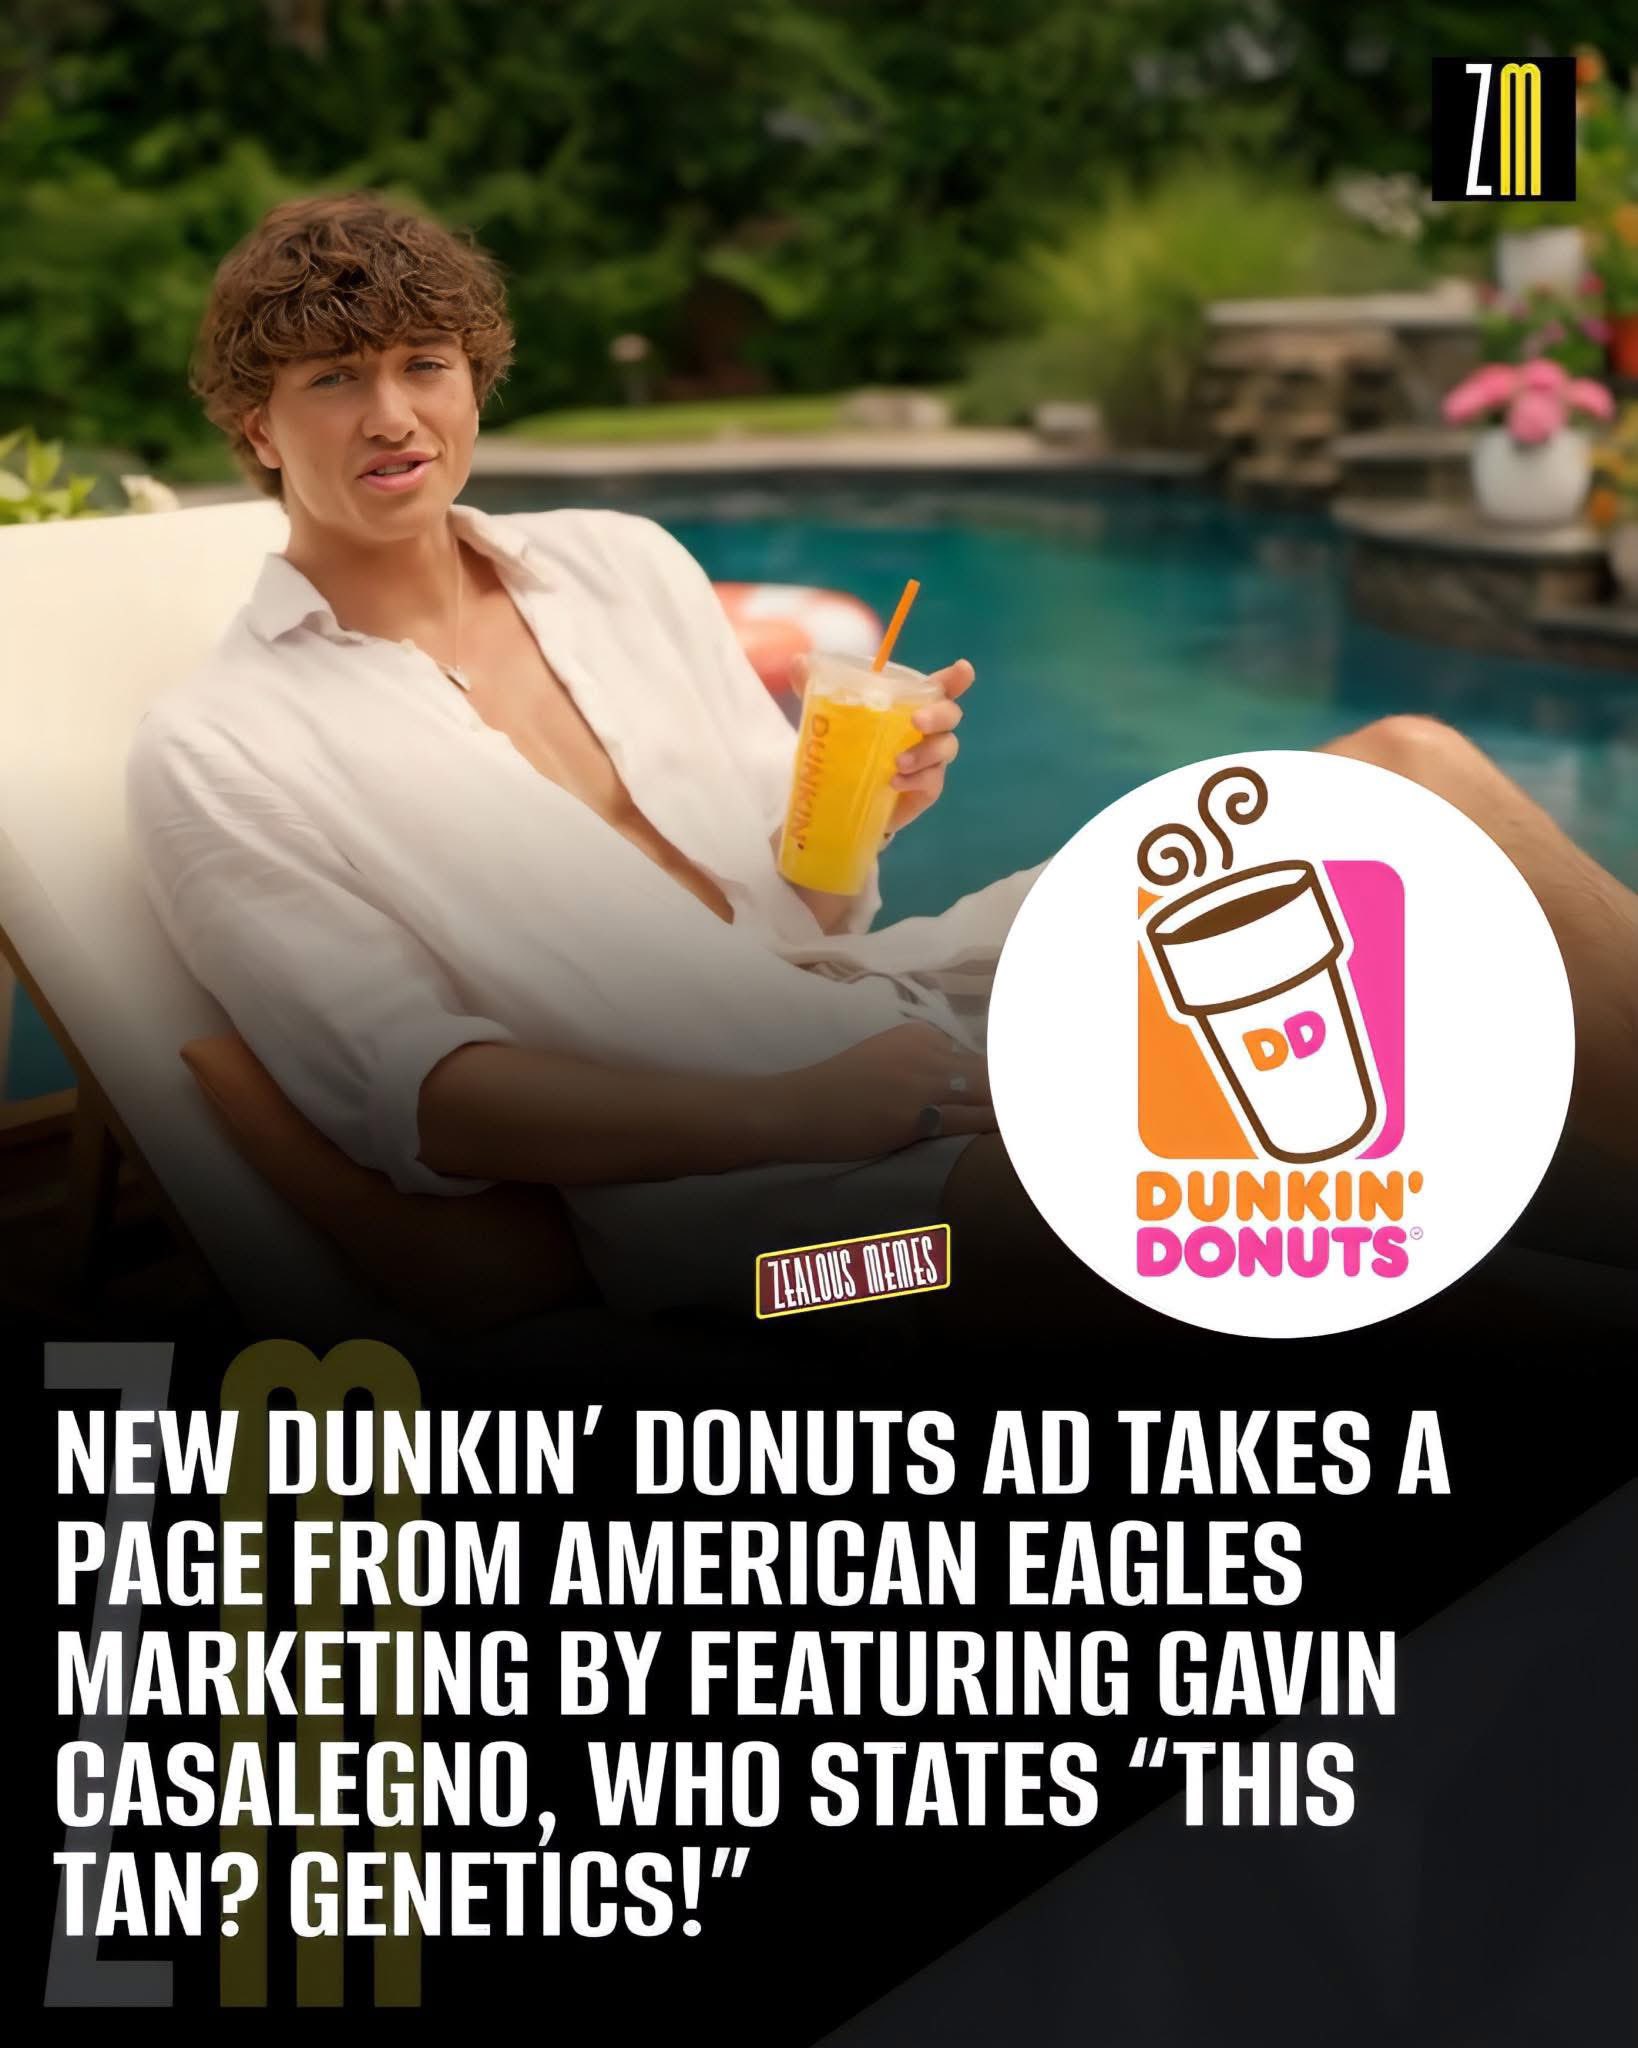 ZM
DUNKIN'
DD
DUNKIN'
DONUTS
ZEALOUS MEMES
ZM
NEW DUNKIN’ DONUTS AD TAKES A
PAGE FROM AMERICAN EAGLES
MARKETING BY FEATURING GAVIN
CASALEGNO, WHO STATES “THIS
TAN? GENETICS!”